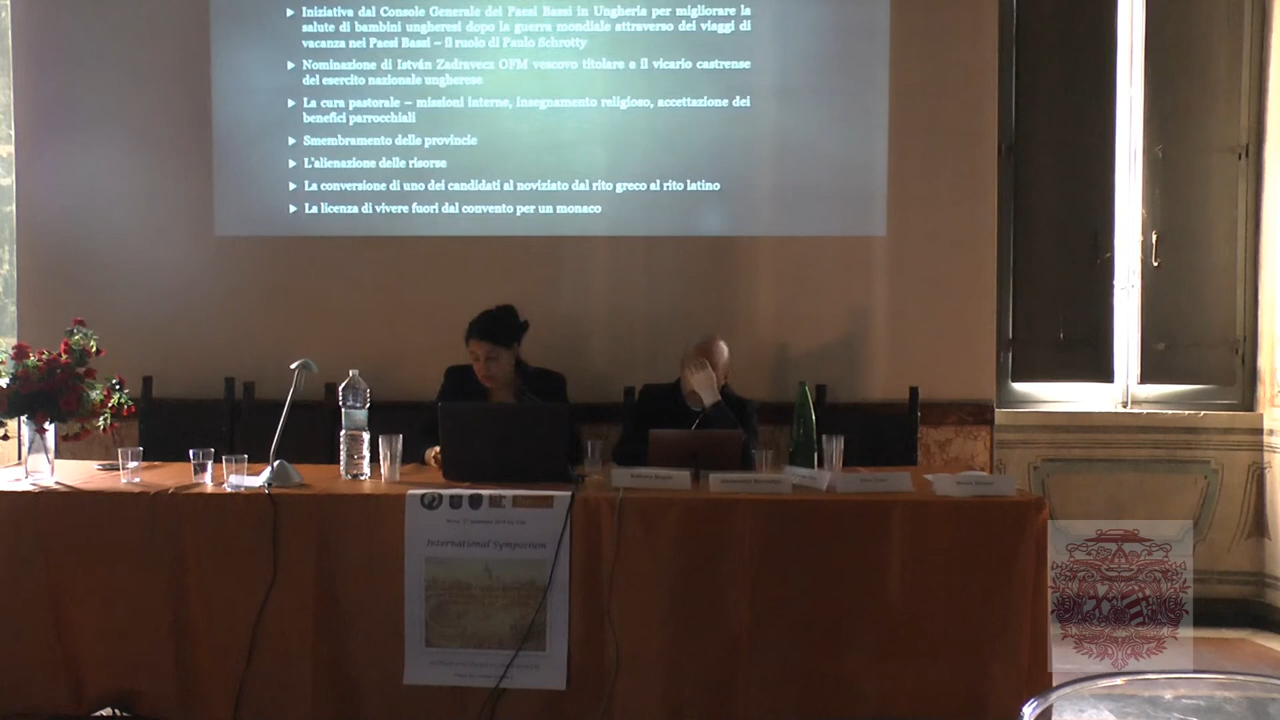 Iniziativa dal Console Generale dei Paesi Bassi in Ungheria per migliorare la
salute di bambini ungheresi dopo la guerra mondiale attraverso dei viaggi di
vacanza nei Paesi Bassi – il ruolo di Paulo Schrotty
Nominazione di István Zadravecz OFM vescovo titolare e il vicario castrense
del esercito nazionale ungherese
La cura pastorale – missioni interne, insegnamento religioso, accettazione dei
benefici parrocchiali
Smembramento delle provincie
L'alienazione delle risorse
La conversione di uno dei candidati al noviziato dal rito greco al rito latino
La licenza di vivere fuori dal convento per un monaco
International Symposium